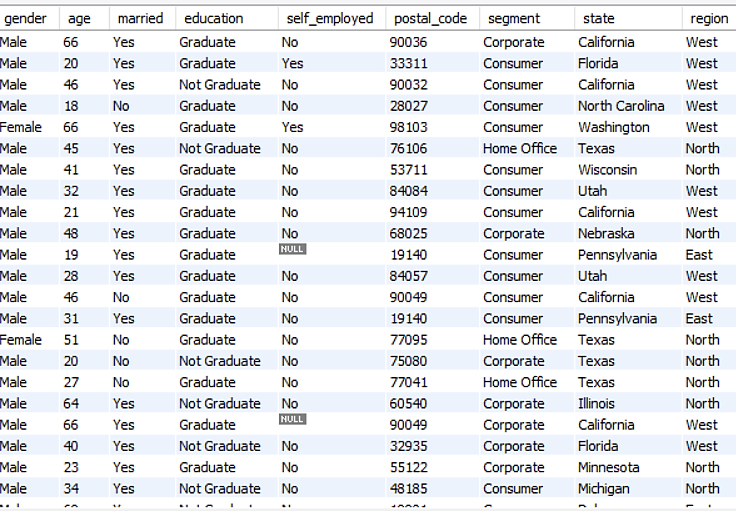 gender age married education self_employed postal_code segment state region
Male 66 Yes Graduate No 90036 Corporate California West
Male 20 Yes Graduate Yes 33311 Consumer Florida West
Male 46 Yes Not Graduate No 90032 Consumer California West
Male 18 No Graduate No 28027 Consumer North Carolina West
Female 66 Yes Graduate Yes 98103 Consumer Washington West
Male 45 Yes Not Graduate No 76106 Home Office Texas North
Male 41 Yes Graduate No 53711 Consumer Wisconsin North
Male 32 Yes Graduate No 84084 Consumer Utah West
Male 21 Yes Graduate No 94109 Consumer California West
Male 48 Yes Graduate No 68025 Corporate Nebraska North
Male 19 Yes Graduate NULL 19140 Consumer Pennsylvania East
Male 28 Yes Graduate No 84057 Consumer Utah West
Male 46 No Graduate No 90049 Consumer California West
Male 31 Yes Graduate No 19140 Consumer Pennsylvania East
Female 51 No Graduate No 77095 Home Office Texas North
Male 20 No Not Graduate No 75080 Corporate Texas North
Male 27 No Graduate No 77041 Home Office Texas North
Male 64 Yes Not Graduate No 60540 Corporate Illinois North
Male 66 Yes Graduate NULL 90049 Corporate California West
Male 40 Yes Not Graduate No 32935 Corporate Florida West
Male 23 Yes Graduate No 55122 Corporate Minnesota North
Male 34 Yes Not Graduate No 48185 Consumer Michigan North